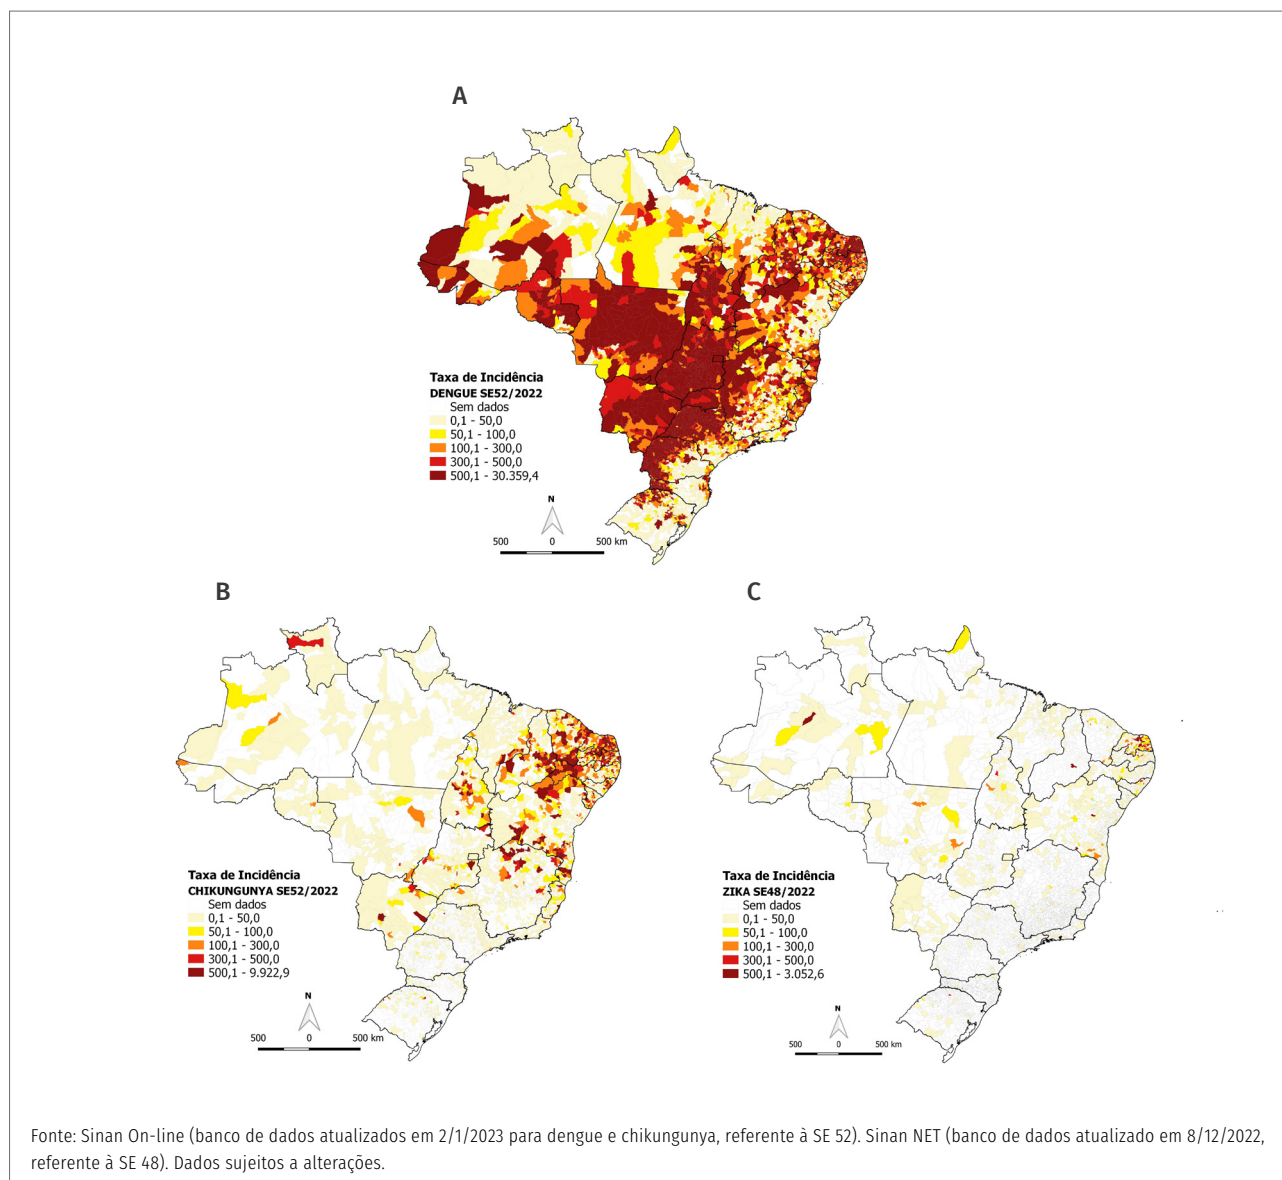 A
Taxa de Incidência
DENGUE SE52/2022
Sem dados
0,1 - 50,0
50,1 - 100,0
100,1 - 300,0
300,1 - 500,0
500,1 - 30.359,4
N
500 0 500 km
B
Taxa de Incidência
CHIKUNGUNYA SE52/2022
Sem dados
0,1 - 50,0
50,1 - 100,0
100,1 - 300,0
300,1 - 500,0
500,1 - 9.922,9
N
500 0 500 km
C
Taxa de Incidência
ZIKA SE48/2022
Sem dados
0,1 - 50,0
50,1 - 100,0
100,1 - 300,0
300,1 - 500,0
500,1 - 3.052,6
N
500 0 500 km
Fonte: Sinan On-line (banco de dados atualizados em 2/1/2023 para dengue e chikungunya, referente à SE 52). Sinan NET (banco de dados atualizado em 8/12/2022,
referente à SE 48). Dados sujeitos a alterações.